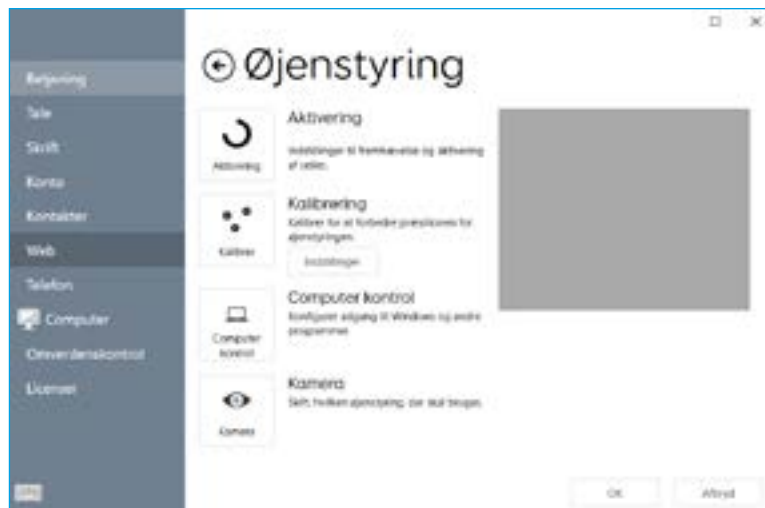 Øjenstyring
Betjening
Tale
Skrift
Konto
Kontakter
Web
Telefon
Computer
Omverdenskontrol
Licenser
Aktivering
Aktivering
Indstillinger til fremhævelse og aktivering
af celler.
Kalibrering
Kalibrer
Kalibrer for at forbedre præcisionen for
øjenstyringen.
Indstillinger
Computer kontrol
Computer
kontrol
Konfigurer adgang til Windows og andre
programmer
Kamera
Kamera
Skift, hvilken øjenstyring, der skal bruges.
OK
Afbryd